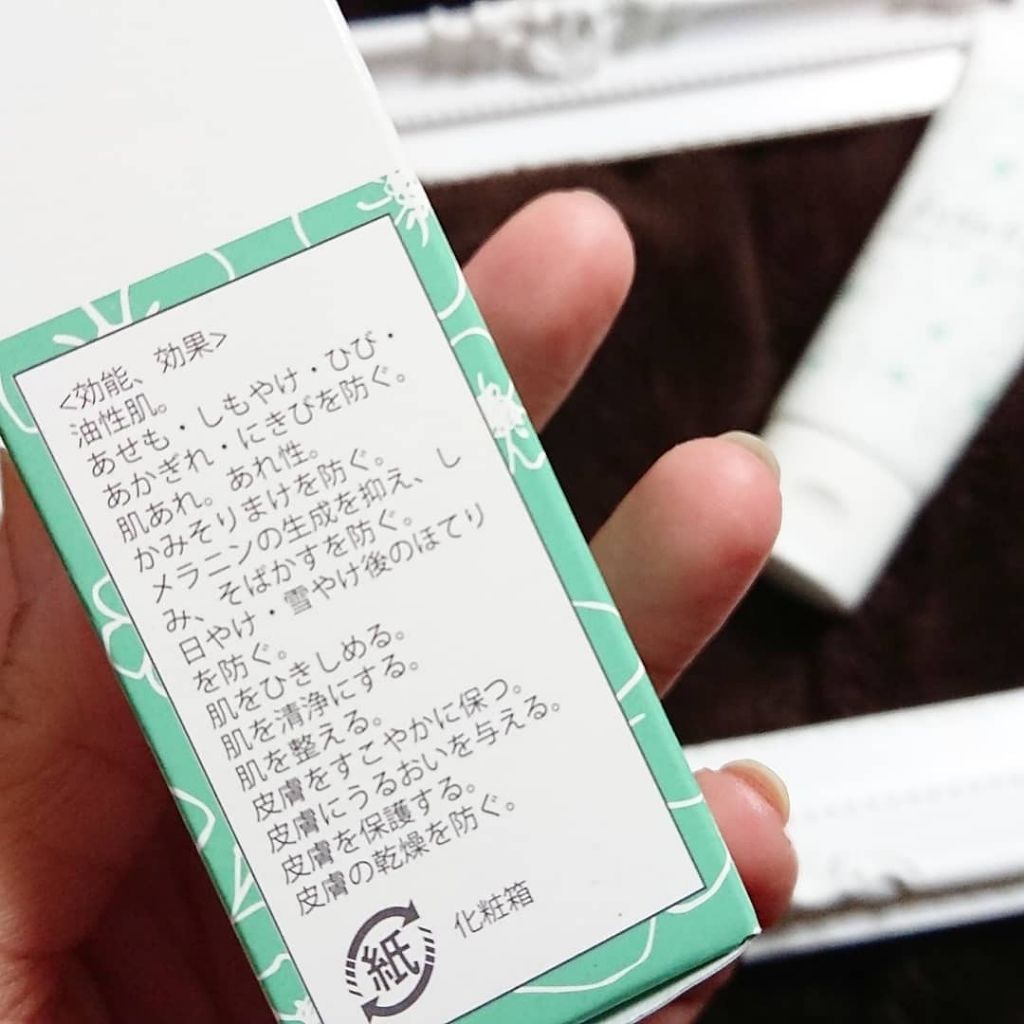 <効能、効果>
油性肌。
あせも・しもやけ・ひび・
あかぎれ・にきびを防ぐ。
肌あれ。あれ性。
かみそりまけを防ぐ。
メラニンの生成を抑え、し
み、そばかすを防ぐ。
日やけ・雪やけ後のほてり
を防ぐ。
肌をひきしめる。
肌を清浄にする。
肌を整える。
皮膚をすこやかに保つ。
皮膚にうるおいを与える。
皮膚を保護する。
皮膚の乾燥を防ぐ。
紙 化粧箱